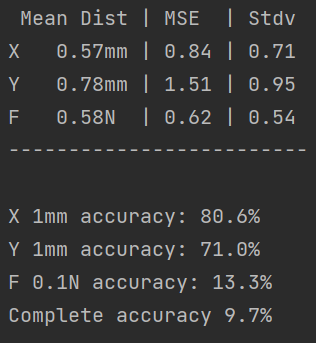 Mean Dist | MSE | Stdv
X 0.57mm | 0.84 | 0.71
Y 0.78mm | 1.51 | 0.95
F 0.58N | 0.62 | 0.54
-------------------------
X 1mm accuracy: 80.6%
Y 1mm accuracy: 71.0%
F 0.1N accuracy: 13.3%
Complete accuracy 9.7%